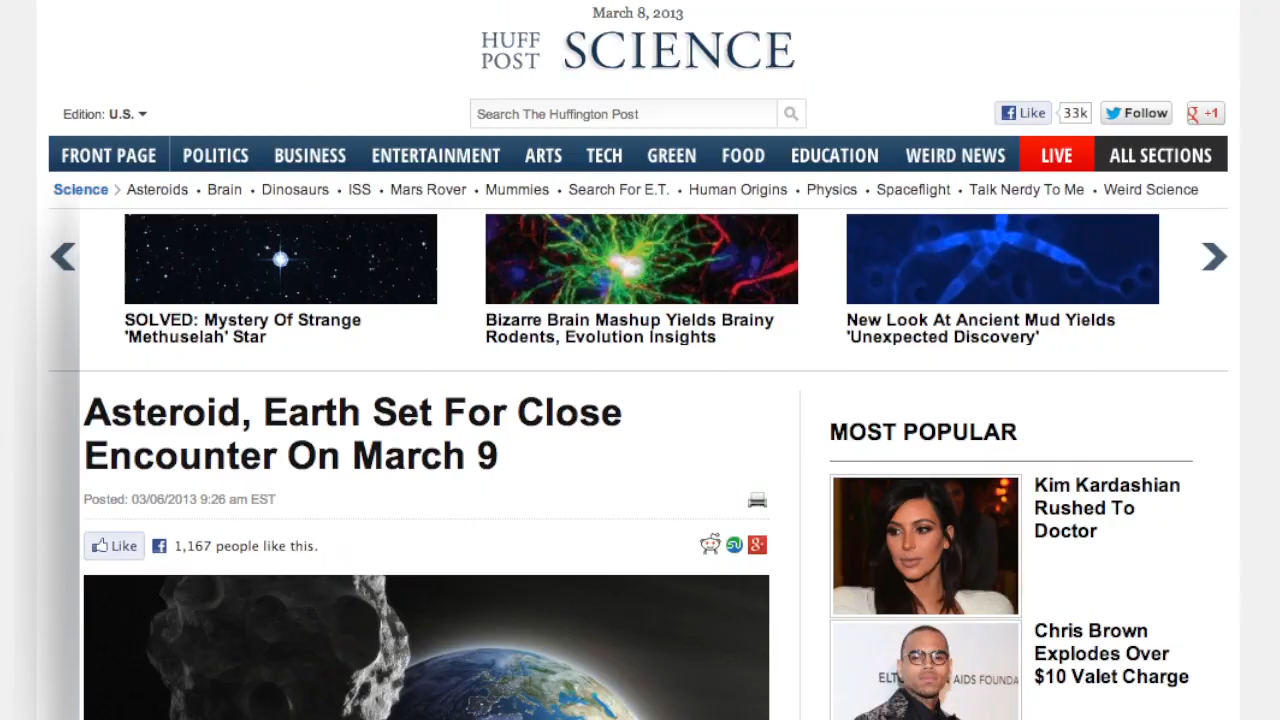 March 8, 2013
HUFF
POST
SCIENCE
Edition: U.S.
Search The Huffington Post
Like
33k
Follow
+1
FRONT PAGE
POLITICS
BUSINESS
ENTERTAINMENT
ARTS
TECH
GREEN
FOOD
EDUCATION
WEIRD NEWS
LIVE
ALL SECTIONS
Science > Asteroids • Brain • Dinosaurs • ISS • Mars Rover • Mummies • Search For E.T. • Human Origins • Physics • Spaceflight • Talk Nerdy To Me • Weird Science
SOLVED: Mystery Of Strange
'Methuselah' Star
Bizarre Brain Mashup Yields Brainy
Rodents, Evolution Insights
New Look At Ancient Mud Yields
'Unexpected Discovery'
Asteroid, Earth Set For Close
Encounter On March 9
Posted: 03/06/2013 9:26 am EST
Like
1,167 people like this.
MOST POPULAR
Kim Kardashian
Rushed To
Doctor
Chris Brown
Explodes Over
$10 Valet Charge
ELT
AIDS FOUNDA